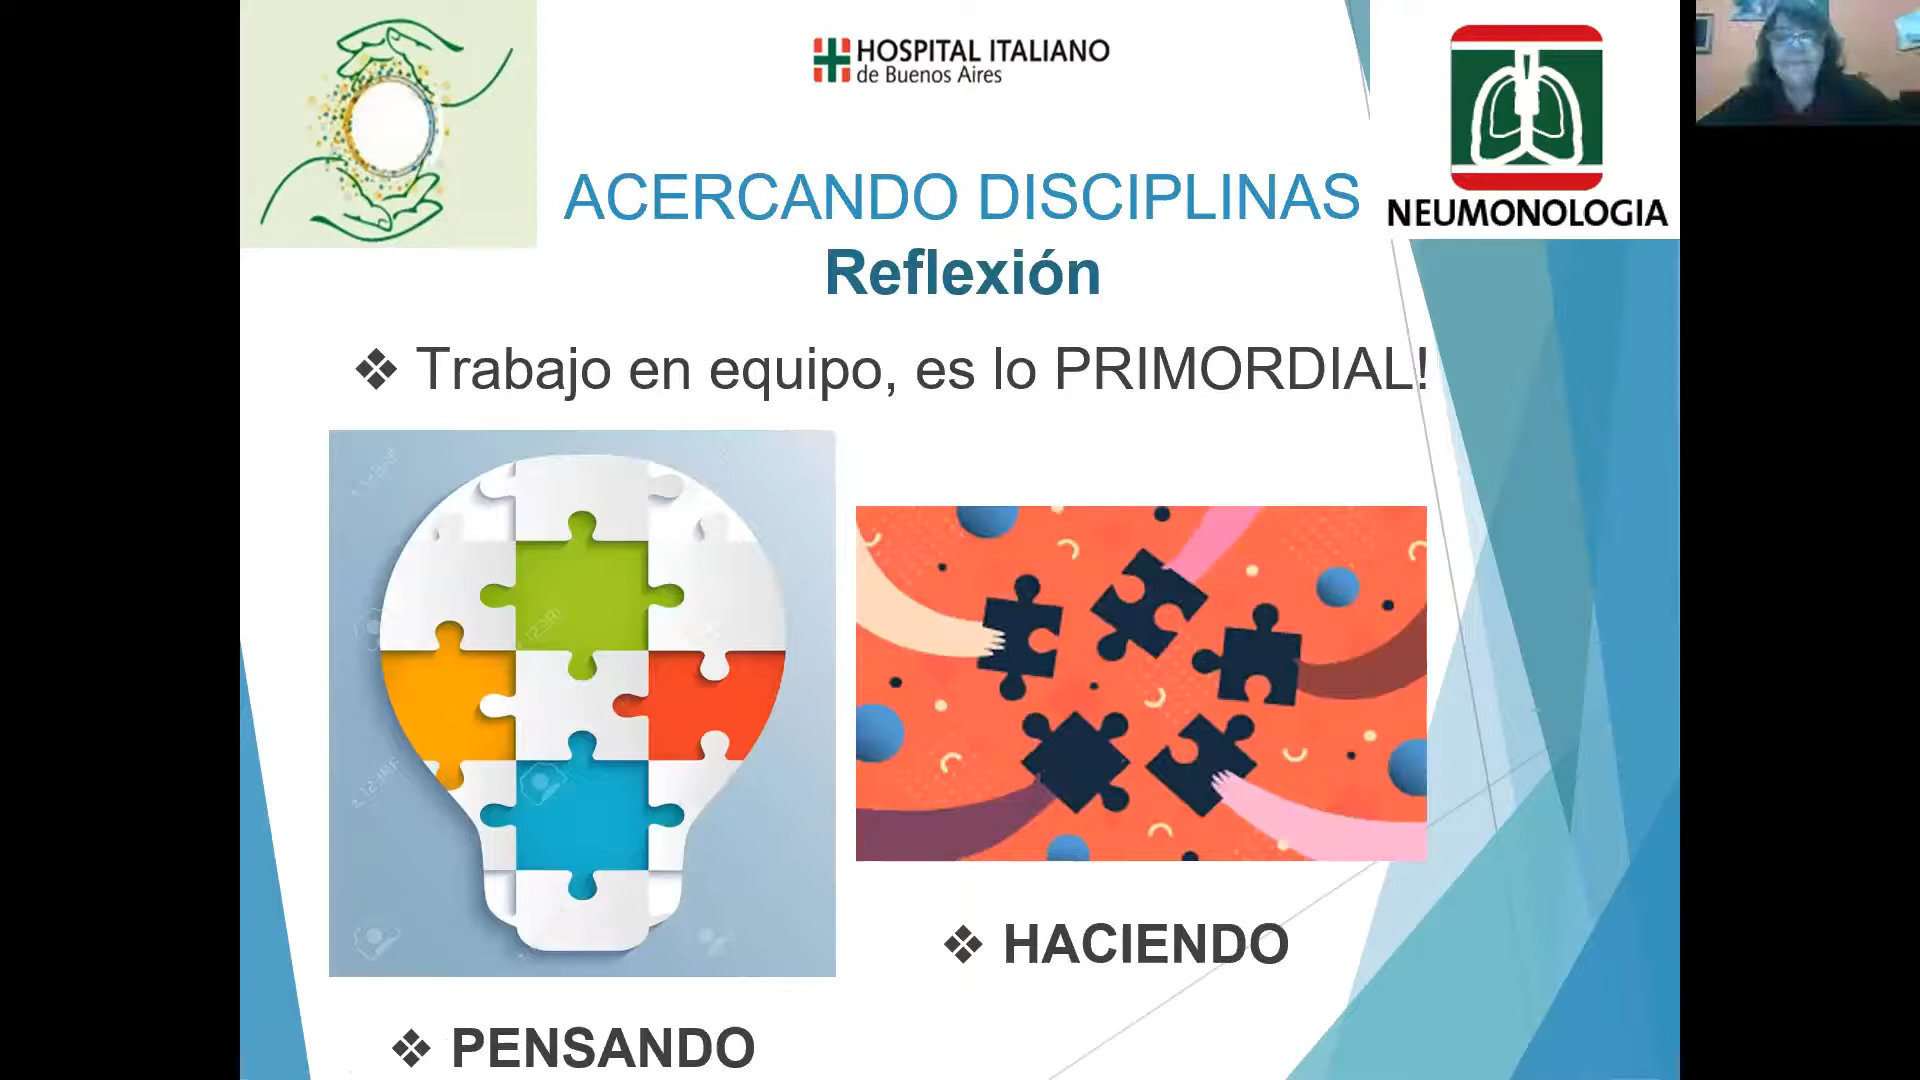 HOSPITAL ITALIANO
de Buenos Aires
NEUMONOLOGIA
ACERCANDO DISCIPLINAS
Reflexión
❖ Trabajo en equipo, es lo PRIMORDIAL!
❖ HACIENDO
❖ PENSANDO